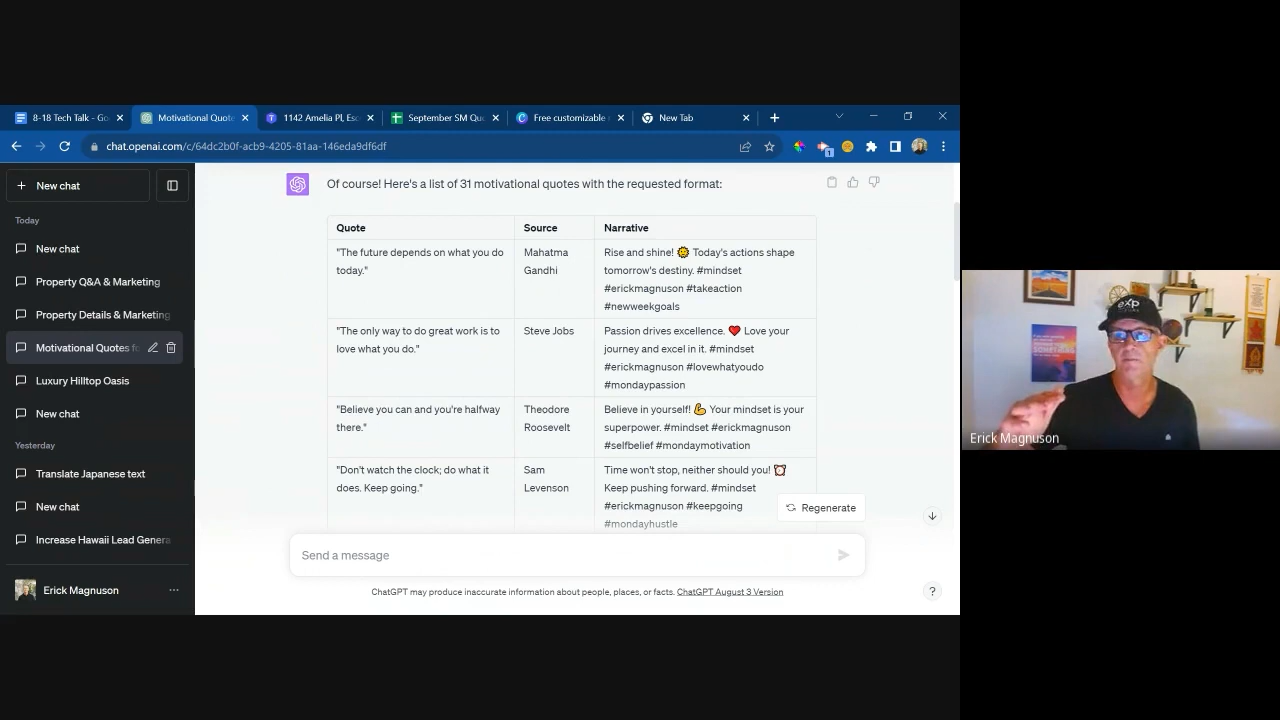 8-18 Tech Talk - Go
Motivational Quote
1142 Amelia Pl, Esc
September SM Qu
Free customizable
New Tab
chat.openai.com/c/64dc2b0f-acb9-4205-81aa-146eda9df6df
1
New chat
Today
New chat
Property Q&A & Marketing
Property Details & Marketing
Motivational Quotes fo
Luxury Hilltop Oasis
New chat
Yesterday
Translate Japanese text
New chat
Increase Hawaii Lead Genera
Erick Magnuson
Of course! Here's a list of 31 motivational quotes with the requested format:
Quote
Source
Narrative
"The future depends on what you do
today."
Mahatma
Gandhi
Rise and shine! 🌞 Today's actions shape
tomorrow's destiny. #mindset
#erickmagnuson #takeaction
#newweekgoals
"The only way to do great work is to
love what you do."
Steve Jobs
Passion drives excellence. ❤️ Love your
journey and excel in it. #mindset
#erickmagnuson #lovewhatyoudo
#mondaypassion
"Believe you can and you're halfway
there."
Theodore
Roosevelt
Believe in yourself! 💪 Your mindset is your
superpower. #mindset #erickmagnuson
#selfbelief #mondaymotivation
"Don't watch the clock; do what it
does. Keep going."
Sam
Levenson
Time won't stop, neither should you! ⏰
Keep pushing forward. #mindset
#erickmagnuson #keepgoing
#mondayhustle
Regenerate
Send a message
ChatGPT may produce inaccurate information about people, places, or facts. ChatGPT August 3 Version
?
eXp
Erick Magnuson